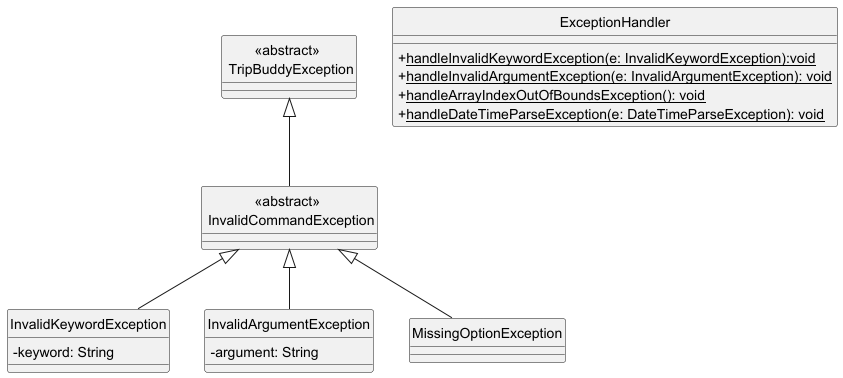 ExceptionHandler
+handleInvalidKeywordException(e: InvalidKeywordException):void
+handleInvalidArgumentException(e: InvalidArgumentException): void
+handleArrayIndexOutOfBoundsException(): void
+handleDateTimeParseException(e: DateTimeParseException): void
«abstract»
TripBuddyException
«abstract»
InvalidCommandException
InvalidKeywordException
-keyword: String
InvalidArgumentException
-argument: String
MissingOptionException